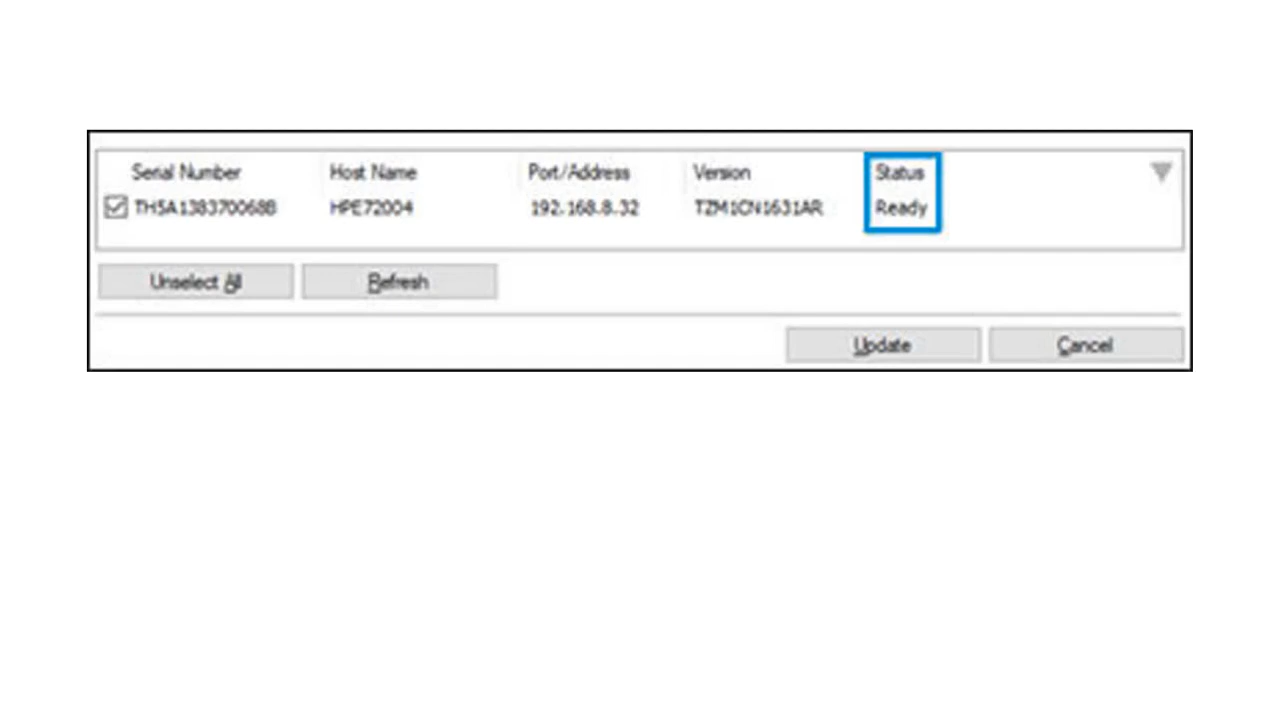 Serial Number Host Name Port/Address Version Status
TH5A1383700688 HPE72004 192.168.8.32 TZM1CN1631AR Ready
Unselect All Refresh
Update Cancel